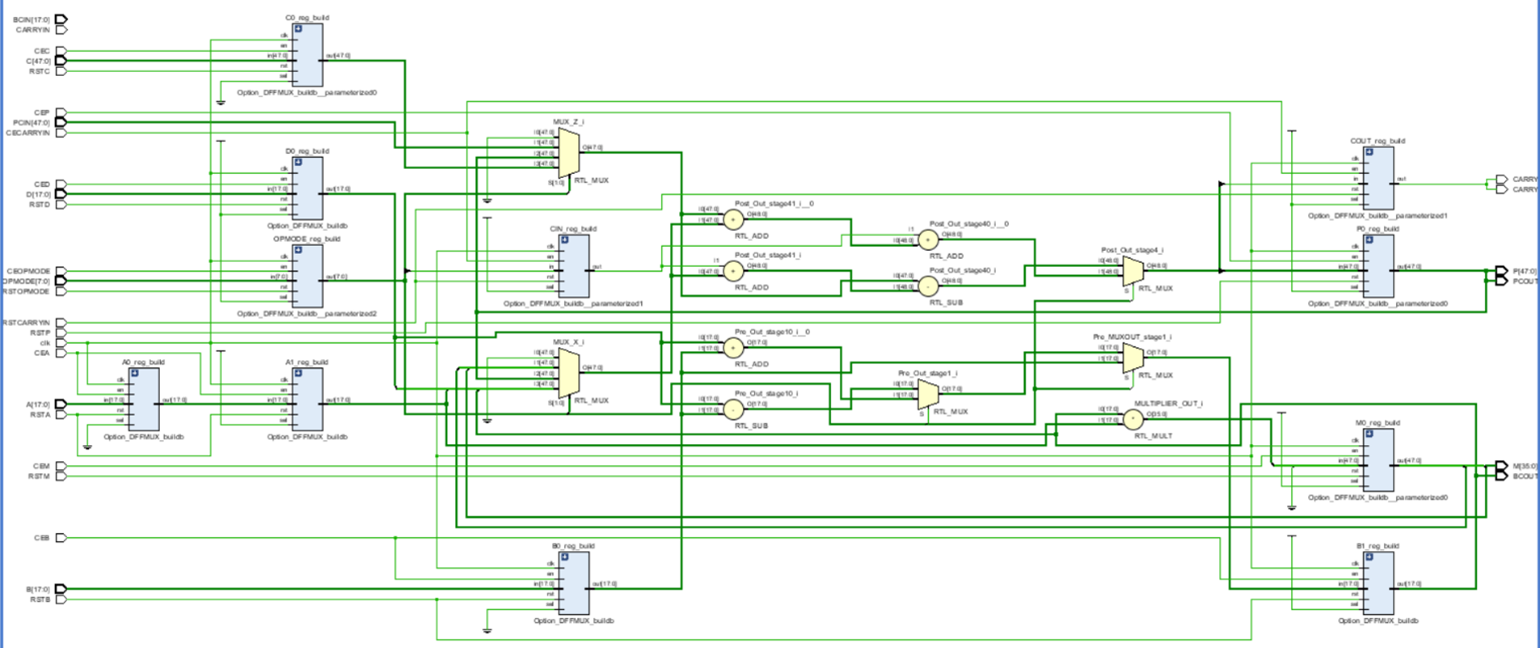 BCIN[17:0]
CARRYIN
CEC
C[47:0]
RSTC
C0_reg_build
clk
en
in[47:0]
rst
sel
out[47:0]
Option_DFFMUX_buildb__parameterized0
CEP
PCIN[47:0]
CECARRYIN
MUX_Z_i
I0[47:0]
I1[47:0]
I2[47:0]
I3[47:0]
S[1:0]
O[47:0]
RTL_MUX
D0_reg_build
CED
D[17:0]
RSTD
clk
en
in[17:0]
rst
sel
out[17:0]
Option_DFFMUX_buildb
COUT_reg_build
clk
en
in
rst
sel
out
Option_DFFMUX_buildb__parameterized1
CARRY
CARRY
OPMODE_reg_build
CEOPMODE
OPMODE[7:0]
RSTOPMODE
clk
en
in[7:0]
rst
sel
out[7:0]
Option_DFFMUX_buildb__parameterized2
CIN_reg_build
clk
en
in
rst
sel
out
Option_DFFMUX_buildb__parameterized1
Post_Out_stage41_i__0
I0[47:0]
I1[47:0]
O[48:0]
RTL_ADD
Post_Out_stage41_i
I1
I0[47:0]
O[48:0]
RTL_ADD
Post_Out_stage40_i__0
I1
I0[48:0]
O[48:0]
RTL_ADD
Post_Out_stage40_i
I0[47:0]
I1[48:0]
O[48:0]
RTL_SUB
Post_Out_stage4_i
I0[48:0]
I1[48:0]
S
O[48:0]
RTL_MUX
P0_reg_build
clk
en
in[47:0]
rst
sel
out[47:0]
Option_DFFMUX_buildb__parameterized0
P[47:0]
PCOUT
RSTCARRYIN
RSTP
clk
CEA
A[17:0]
RSTA
A0_reg_build
clk
en
in[17:0]
rst
sel
out[17:0]
Option_DFFMUX_buildb
A1_reg_build
clk
en
in[17:0]
rst
sel
out[17:0]
Option_DFFMUX_buildb
MUX_X_i
I0[47:0]
I1[47:0]
I2[47:0]
I3[47:0]
S[1:0]
O[47:0]
RTL_MUX
Pre_Out_stage10_i__0
I0[17:0]
I1[17:0]
O[17:0]
RTL_ADD
Pre_Out_stage10_i
I0[17:0]
I1[17:0]
O[17:0]
RTL_SUB
Pre_Out_stage1_i
I0[17:0]
I1[17:0]
S
O[17:0]
RTL_MUX
Pre_MUXOUT_stage1_i
I0[17:0]
I1[17:0]
S
O[17:0]
RTL_MUX
MULTIPLIER_OUT_i
I0[17:0]
I1[17:0]
O[35:0]
RTL_MULT
M0_reg_build
clk
en
in[47:0]
rst
sel
out[47:0]
Option_DFFMUX_buildb__parameterized0
M[35:0]
BCOUT
CEM
RSTM
CEB
B[17:0]
RSTB
B0_reg_build
clk
en
in[17:0]
rst
sel
out[17:0]
Option_DFFMUX_buildb
B1_reg_build
clk
en
in[17:0]
rst
sel
out[17:0]
Option_DFFMUX_buildb